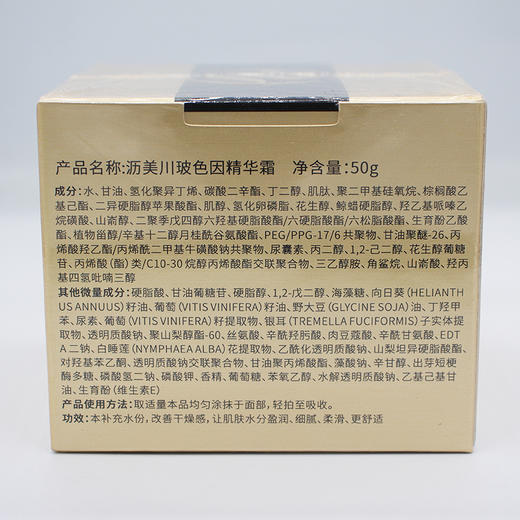 产品名称:沥美川玻色因精华霜 净含量:50g
成分:水、甘油、氢化聚异丁烯、碳酸二辛酯、丁二醇、肌肽、聚二甲基硅氧烷、棕榈酸乙
基己酯、二异硬脂醇苹果酸酯、肌醇、氢化卵磷脂、花生醇、鲸蜡硬脂醇、羟乙基哌嗪乙
烷磺酸、山嵛醇、二聚季戊四醇六羟基硬脂酸酯/六硬脂酸酯/六松脂酸酯、生育酚乙酸
酯、植物甾醇/辛基十二醇月桂酰谷氨酸酯、PEG/PPG-17/6 共聚物、甘油聚醚-26、丙
烯酸羟乙酯/丙烯酰二甲基牛磺酸钠共聚物、尿囊素、丙二醇、1,2-己二醇、花生醇葡糖
苷、丙烯酸(酯)类/C10-30 烷醇丙烯酸酯交联聚合物、三乙醇胺、角鲨烷、山嵛酸、羟丙
基四氢吡喃三醇
其他微量成分:硬脂酸、甘油葡糖苷、硬脂醇、1,2-戊二醇、海藻糖、向日葵(HELIANTH
US ANNUUS)籽油、葡萄(VITIS VINIFERA)籽油、野大豆(GLYCINE SOJA)油、丁羟甲
苯、尿素、葡萄(VITIS VINIFERA)籽提取物、银耳(TREMELLA FUCIFORMIS)子实体提
取物、透明质酸钠、聚山梨醇酯-60、丝氨酸、辛酰羟肟酸、肉豆蔻酸、辛酰甘氨酸、EDT
A 二钠、白睡莲(NYMPHAEA ALBA)花提取物、乙酰化透明质酸钠、山梨坦异硬脂酸酯、
对羟基苯乙酮、透明质酸钠交联聚合物、甘油聚丙烯酸酯、藻酸钠、辛甘醇、出芽短梗
酶多糖、磷酸氢二钠、磷酸钾、香精、葡萄糖、苯氧乙醇、水解透明质酸钠、乙基己基甘
油、生育酚(维生素E)
产品使用方法:取适量本品均匀涂抹于面部,轻拍至吸收。
功效:本补充水份,改善干燥感,让肌肤水分盈润、细腻、柔滑、更舒适